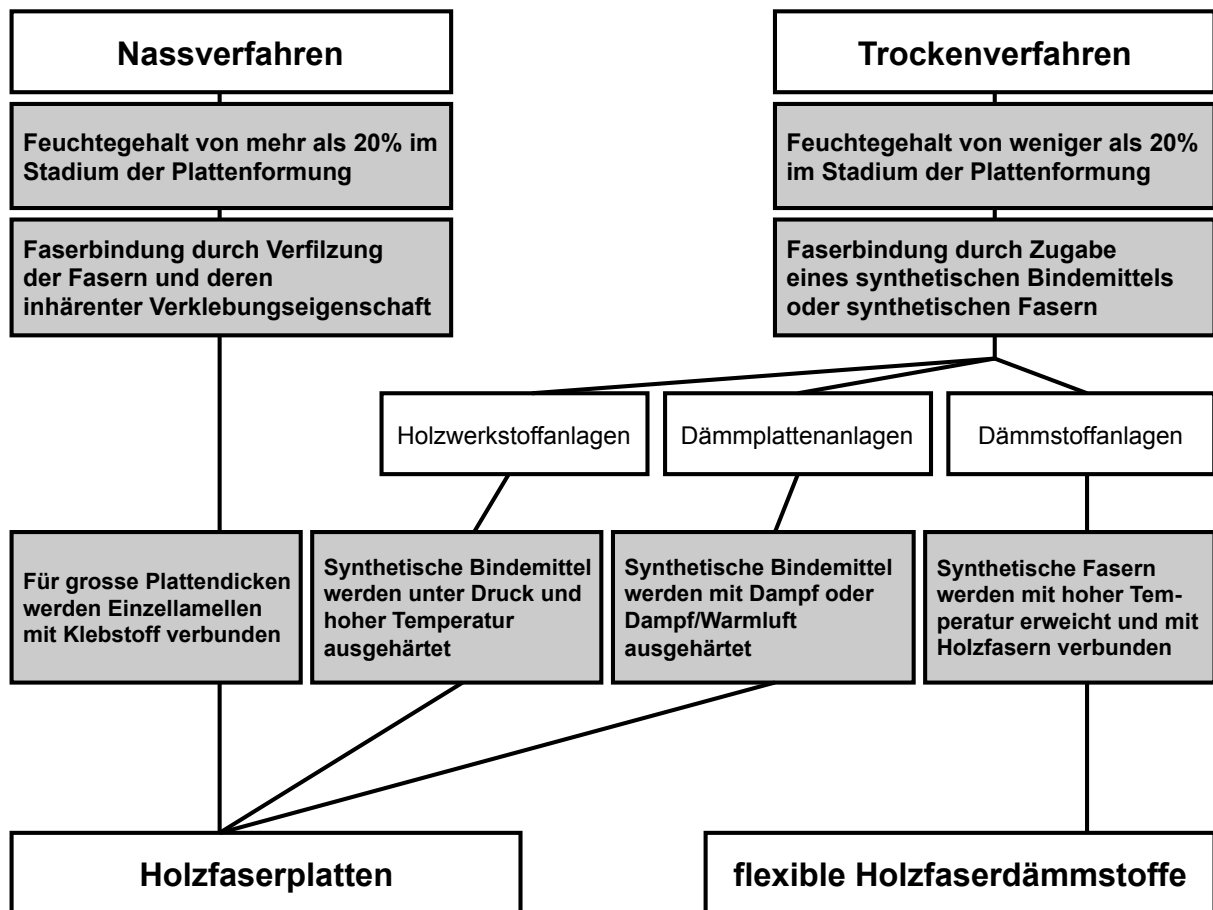 Nassverfahren
Trockenverfahren
Feuchtegehalt von mehr als 20% im
Stadium der Plattenformung
Feuchtegehalt von weniger als 20%
im Stadium der Plattenformung
Faserbindung durch Verfilzung
der Fasern und deren
inhärenter Verklebungseigenschaft
Faserbindung durch Zugabe
eines synthetischen Bindemittels
oder synthetischen Fasern
Holzwerkstoffanlagen
Dämmplattenanlagen
Dämmstoffanlagen
Für grosse Plattendicken
werden Einzellamellen
mit Klebstoff verbunden
Synthetische Bindemittel
werden unter Druck und
hoher Temperatur
ausgehärtet
Synthetische Bindemittel
werden mit Dampf oder
Dampf/Warmluft
ausgehärtet
Synthetische Fasern
werden mit hoher Tem-
peratur erweicht und mit
Holzfasern verbunden
Holzfaserplatten
flexible Holzfaserdämmstoffe